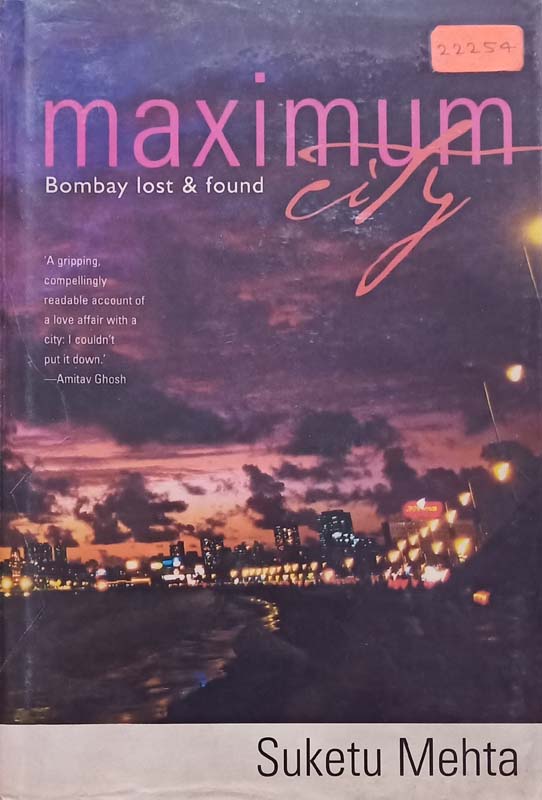 22254
maximum
city
Bombay lost & found
'A gripping,
compellingly
readable account of
a love affair with a
city: I couldn't
put it down.'
—Amitav Ghosh
Suketu Mehta